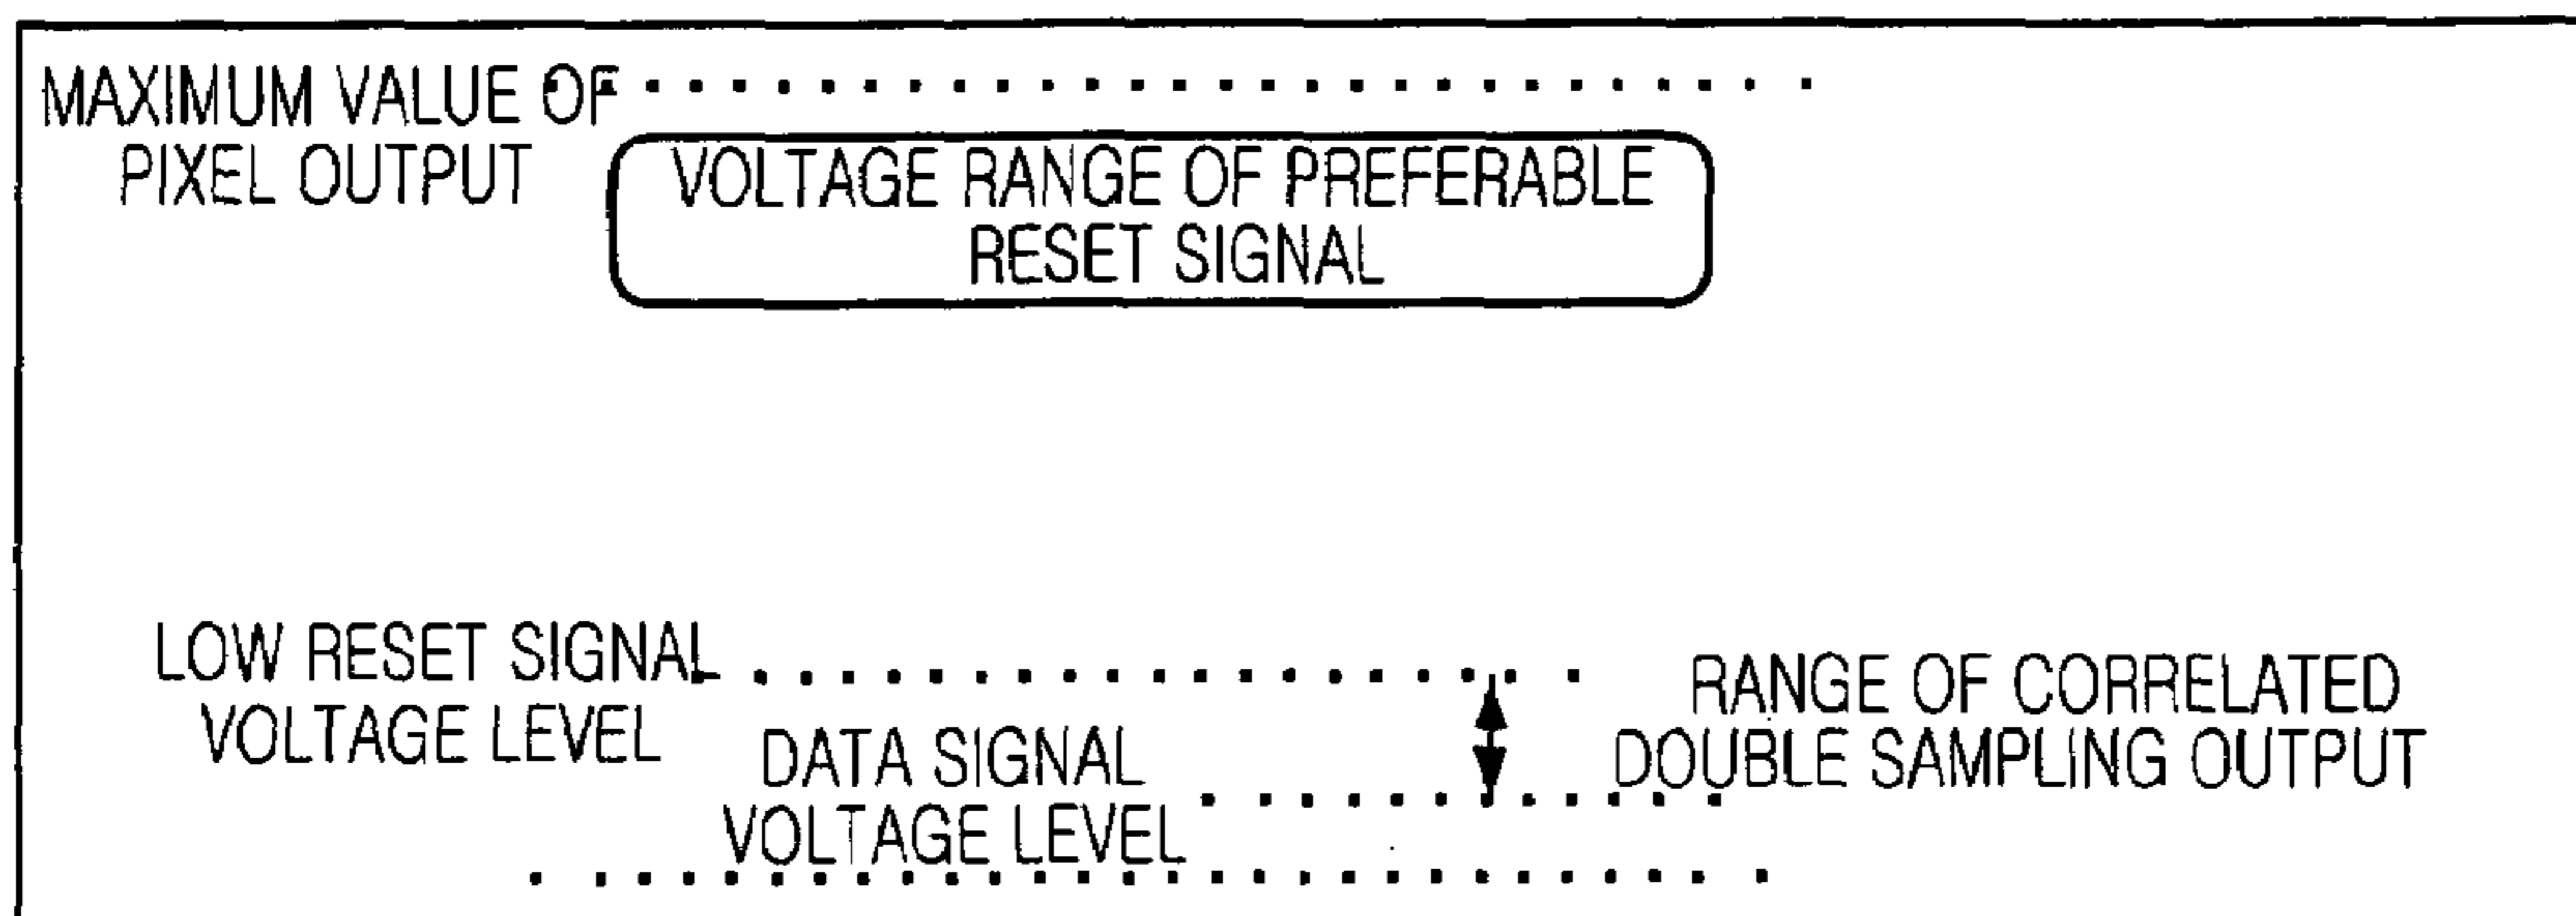 MAXIMUM VALUE OF
PIXEL OUTPUT
VOLTAGE RANGE OF PREFERABLE
RESET SIGNAL
LOW RESET SIGNAL
VOLTAGE LEVEL
DATA SIGNAL
VOLTAGE LEVEL
RANGE OF CORRELATED
DOUBLE SAMPLING OUTPUT